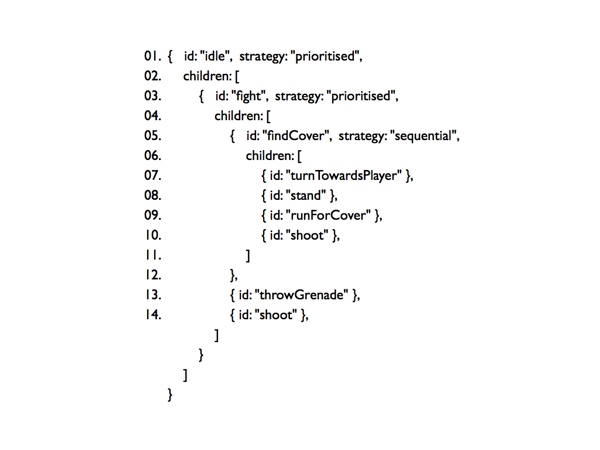 01. { id: "idle", strategy: "prioritised",
02. children: [
03. { id: "fight", strategy: "prioritised",
04. children: [
05. { id: "findCover", strategy: "sequential",
06. children: [
07. { id: "turnTowardsPlayer" },
08. { id: "stand" },
09. { id: "runForCover" },
10. { id: "shoot" },
11. ]
12. },
13. { id: "throwGrenade" },
14. { id: "shoot" },
]
}
]
}